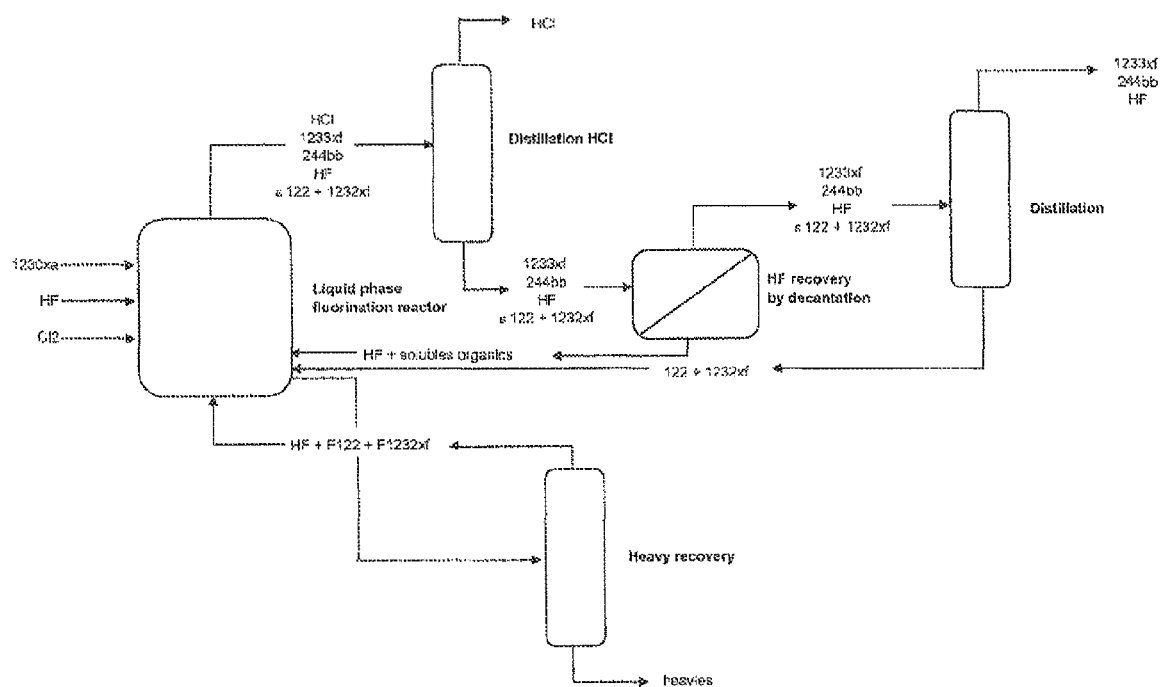 HCl
HCl
1233xf
244bb
HF
s 122 + 1232xf
Distillation HCl
1233xf
244bb
HF
1233xf
244bb
HF
s 122 + 1232xf
Distillation
1230xa
HF
Cl2
Liquid phase
fluorination reactor
1233xf
244bb
HF
s 122 + 1232xf
HF recovery
by decantation
HF + solubles organics
122 + 1232xf
HF + F122 + F1232xf
Heavy recovery
heavies